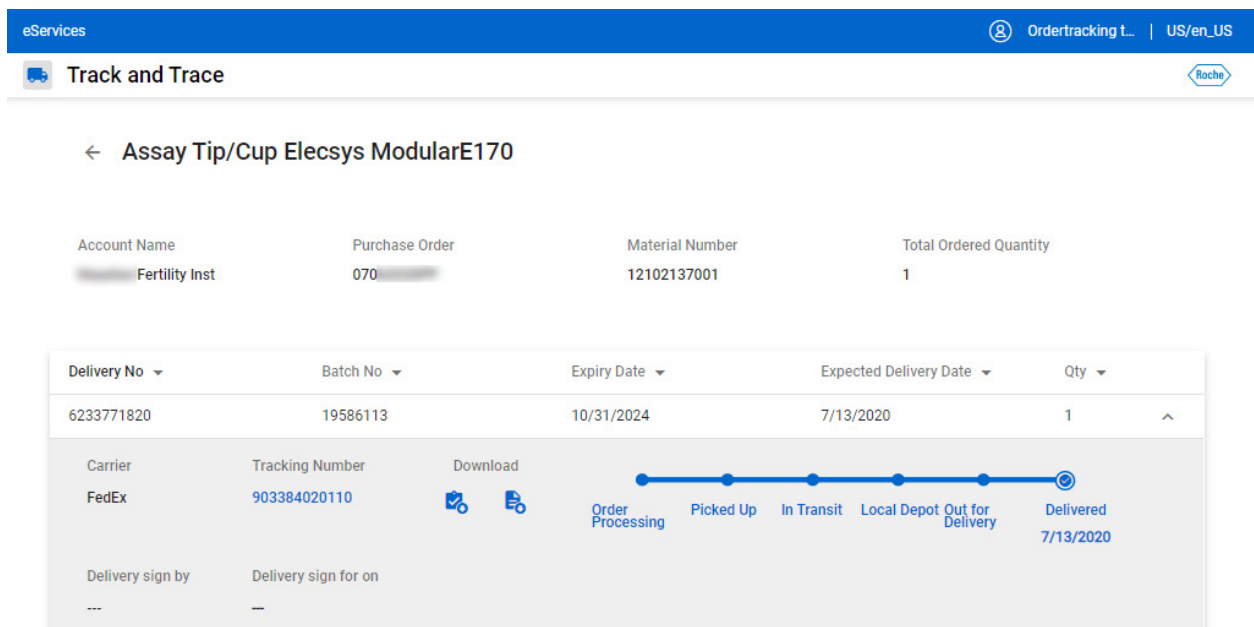 eServices
Ordertracking t... | US/en_US
Track and Trace
Roche
Assay Tip/Cup Elecsys ModularE170
Account Name Purchase Order Material Number Total Ordered Quantity
Fertility Inst 070 12102137001 1
Delivery No Batch No Expiry Date Expected Delivery Date Qty
6233771820 19586113 10/31/2024 7/13/2020 1
Carrier Tracking Number Download
FedEx 903384020110
Order Processing
Picked Up
In Transit
Local Depot
Out for Delivery
Delivered
7/13/2020
Delivery sign by Delivery sign for on
--- ---